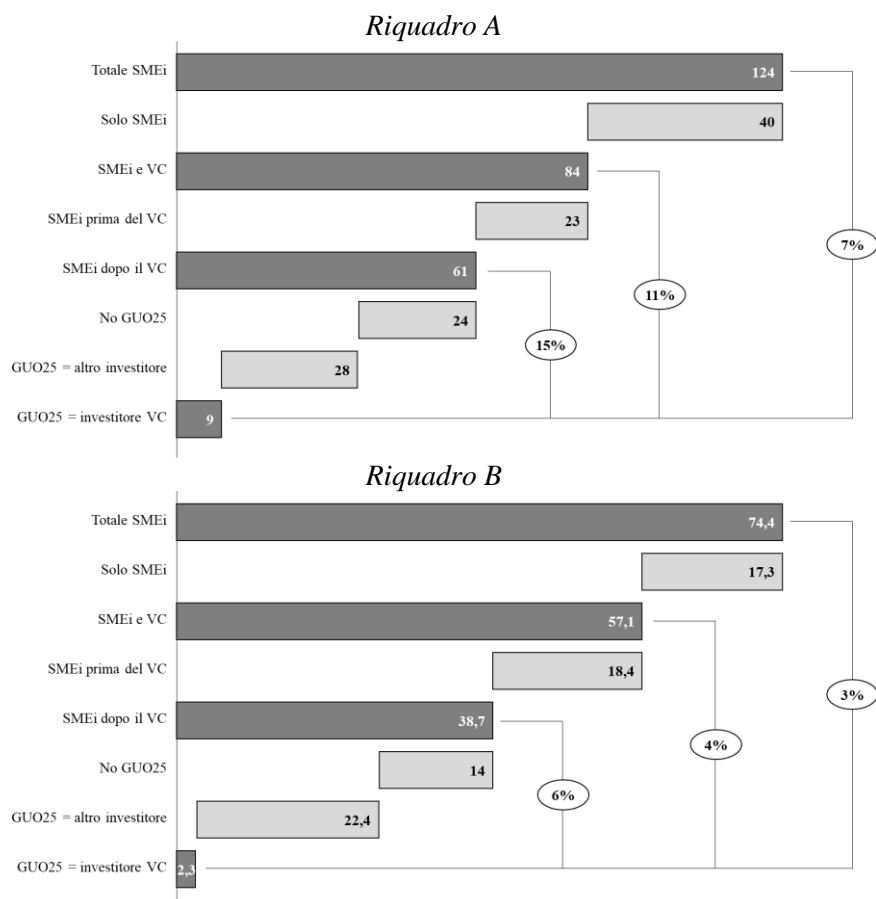 Riquadro A
Totale SMEi 124
Solo SMEi 40
SMEi e VC 84
SMEi prima del VC 23
7%
SMEi dopo il VC 61
11%
No GUO25 24
15%
GUO25 = altro investitore 28
GUO25 = investitore VC 9
Riquadro B
Totale SMEi 74,4
Solo SMEi 17,3
SMEi e VC 57,1
SMEi prima del VC 18,4
3%
SMEi dopo il VC 38,7
4%
No GUO25 14
6%
GUO25 = altro investitore 22,4
GUO25 = investitore VC 2,3